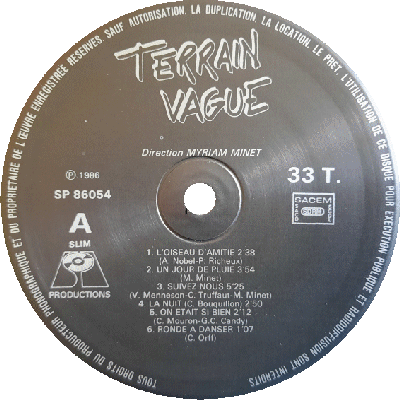 TOUS DROITS DU PRODUCTEUR PHONOGRAPHIQUE ET DU PROPRIETAIRE DE L'ŒUVRE ENREGISTREE RESERVES. SAUF AUTORISATION, LA DUPLICATION, LA LOCATION, LE PRET, L'UTILISATION DE CE DISQUE POUR EXECUTION PUBLIQUE ET RADIODIFFUSION SONT INTERDITS
TERRAIN
VAGUE
Direction MYRIAM MINET
Ⓟ 1986
SP 86054
33 T.
SACEM
A
SLIM
PRODUCTIONS
1. L'OISEAU D'AMITIE 2'38
(A. Nobel-P. Richeux)
2. UN JOUR DE PLUIE 3'54
(M. Minet)
3. SUIVEZ NOUS 5'25
(V. Menneson-C. Truffaut-M. Minet)
4. LA NUIT (C. Bouquillon) 2'50
5. ON ETAIT SI BIEN 2'12
(C. Mouron-G.C. Candy)
6. RONDE A DANSER 1'07
(C. Orff)